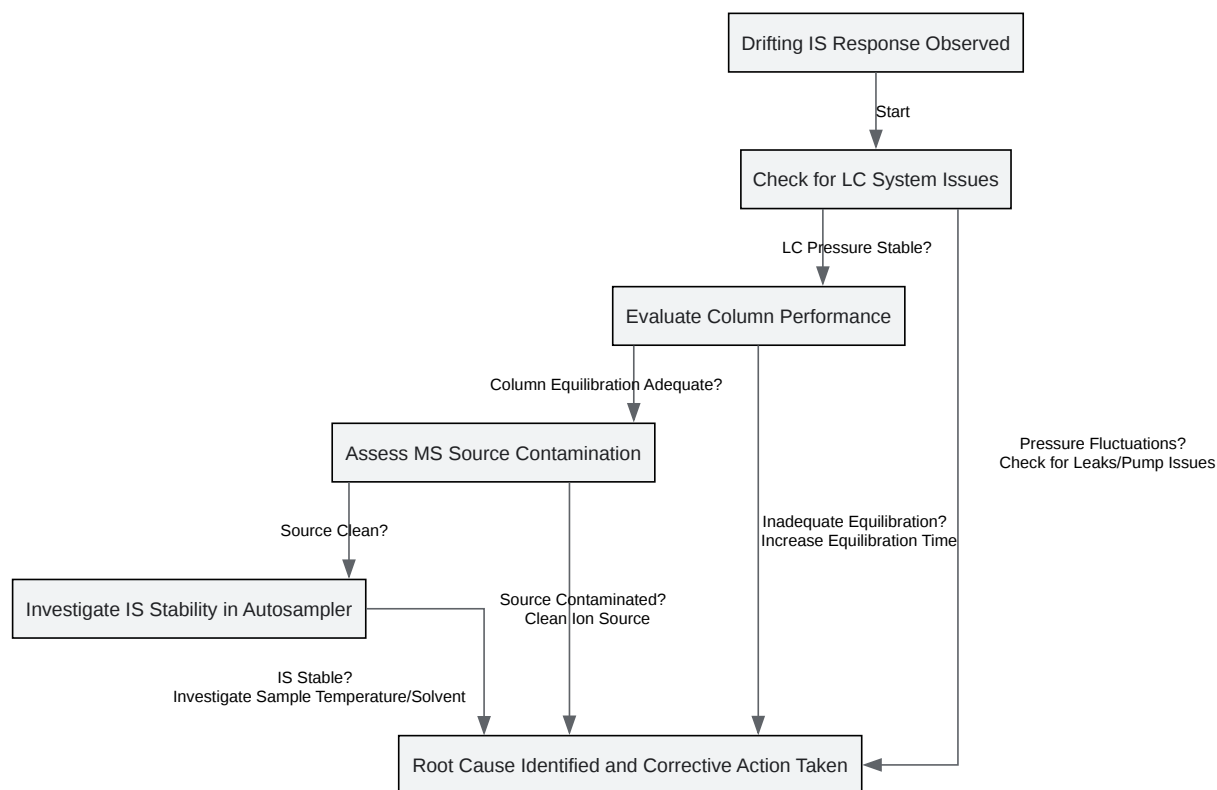 Drifting IS Response Observed
Start
Check for LC System Issues
LC Pressure Stable?
Evaluate Column Performance
Column Equilibration Adequate?
Assess MS Source Contamination
Pressure Fluctuations?
Check for Leaks/Pump Issues
Source Clean?
Inadequate Equilibration?
Increase Equilibration Time
Investigate IS Stability in Autosampler
Source Contaminated?
Clean Ion Source
IS Stable?
Investigate Sample Temperature/Solvent
Root Cause Identified and Corrective Action Taken